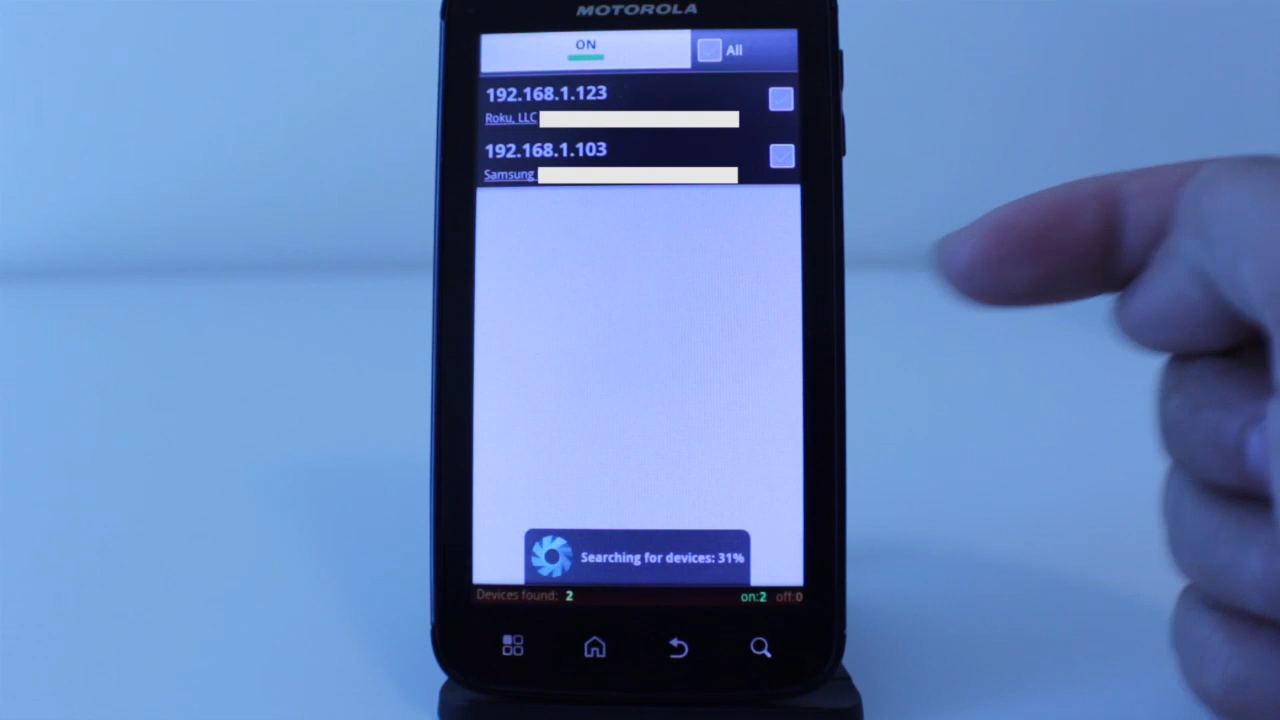 MOTOROLA
ON
All
192.168.1.123
Roku, LLC
192.168.1.103
Samsung
Searching for devices: 31%
Devices found: 2 on:2 off:0